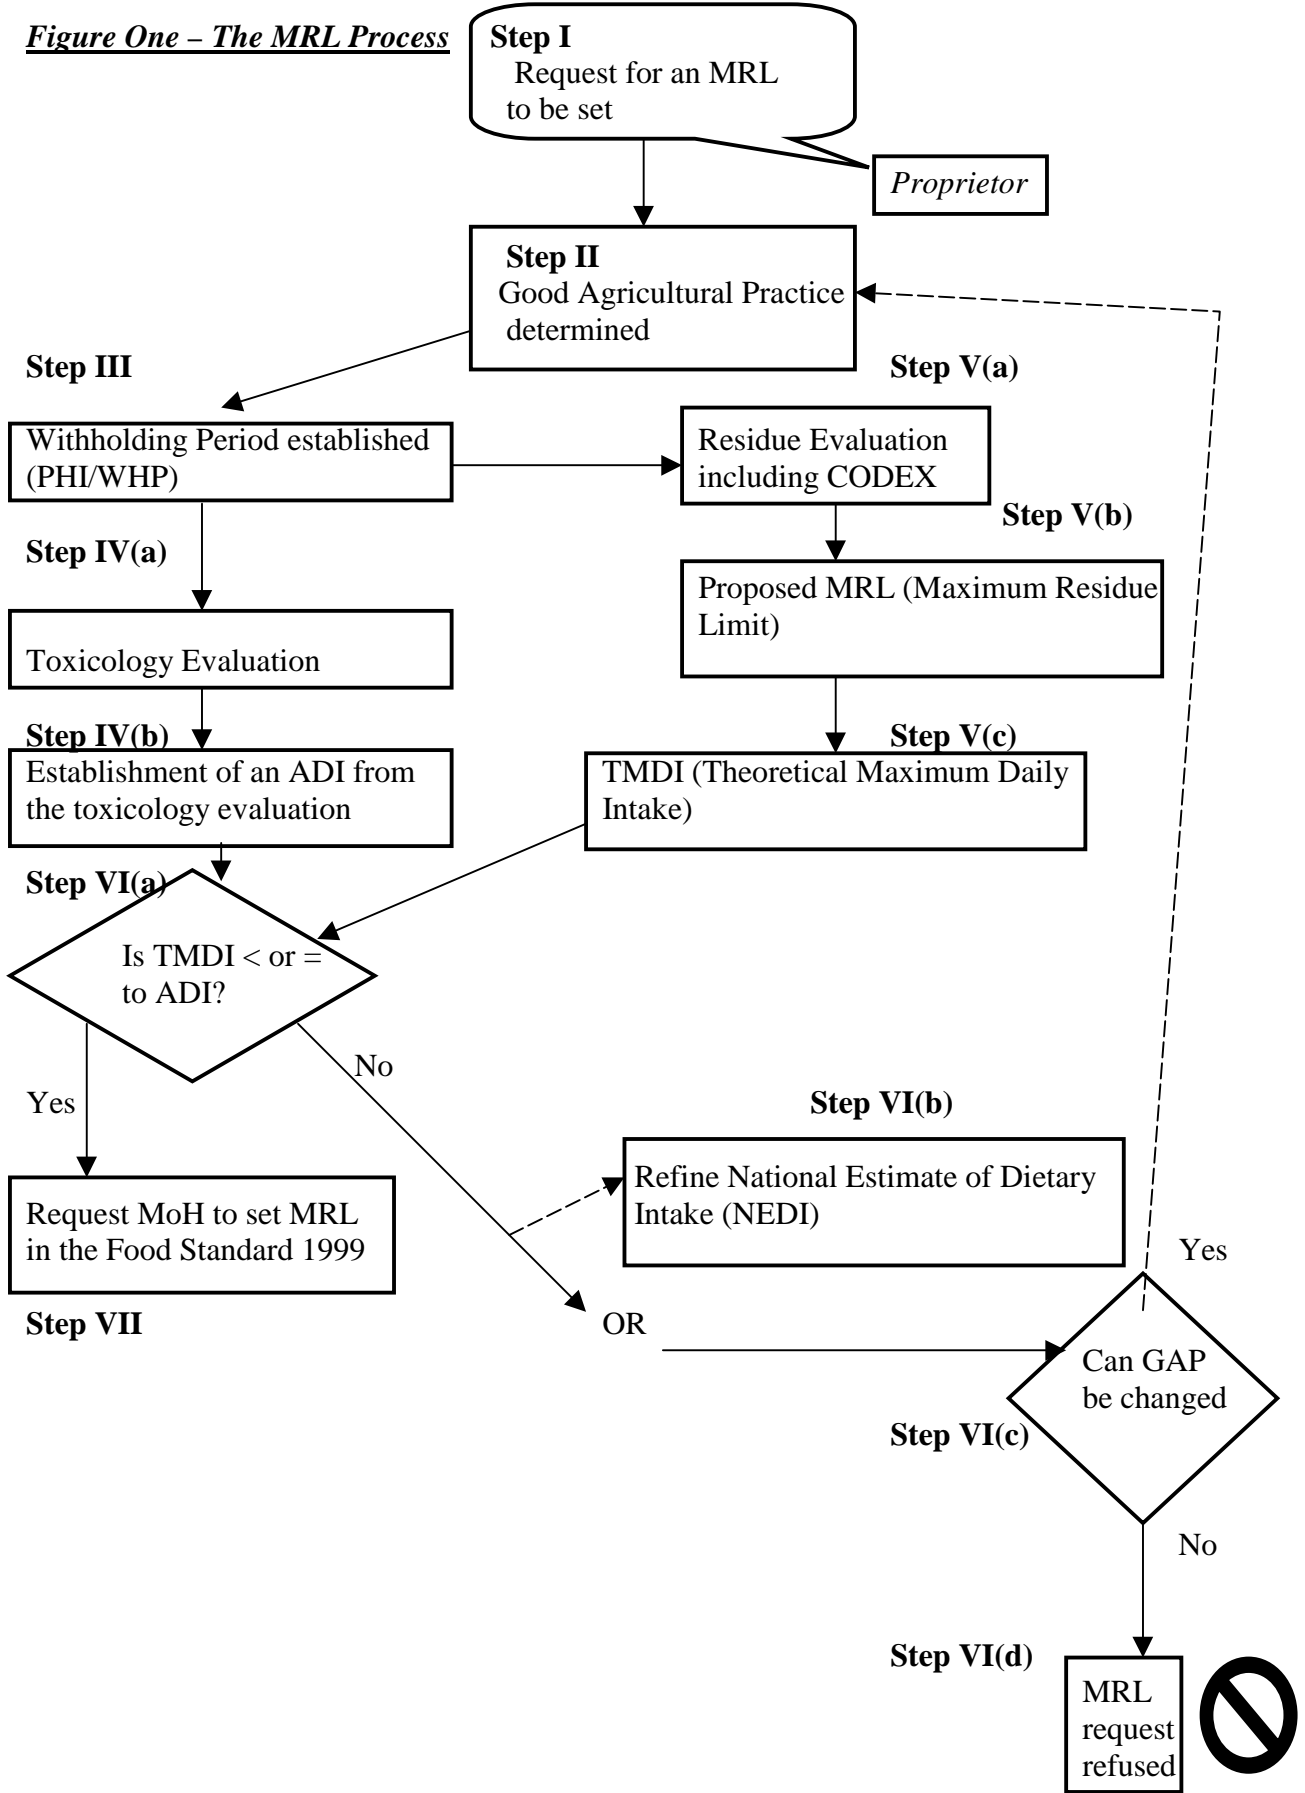 Figure One – The MRL Process
Step I
Request for an MRL
to be set
Proprietor
Step II
Good Agricultural Practice
determined
Step III
Withholding Period established
(PHI/WHP)
Step V(a)
Residue Evaluation
including CODEX
Step IV(a)
Toxicology Evaluation
Step V(b)
Proposed MRL (Maximum Residue
Limit)
Step IV(b)
Establishment of an ADI from
the toxicology evaluation
Step V(c)
TMDI (Theoretical Maximum Daily
Intake)
Step VI(a)
Is TMDI < or =
to ADI?
No
Yes
Step VI(b)
Refine National Estimate of Dietary
Intake (NEDI)
Request MoH to set MRL
in the Food Standard 1999
Step VII
OR
Yes
Can GAP
be changed
Step VI(c)
No
Step VI(d)
MRL
request
refused